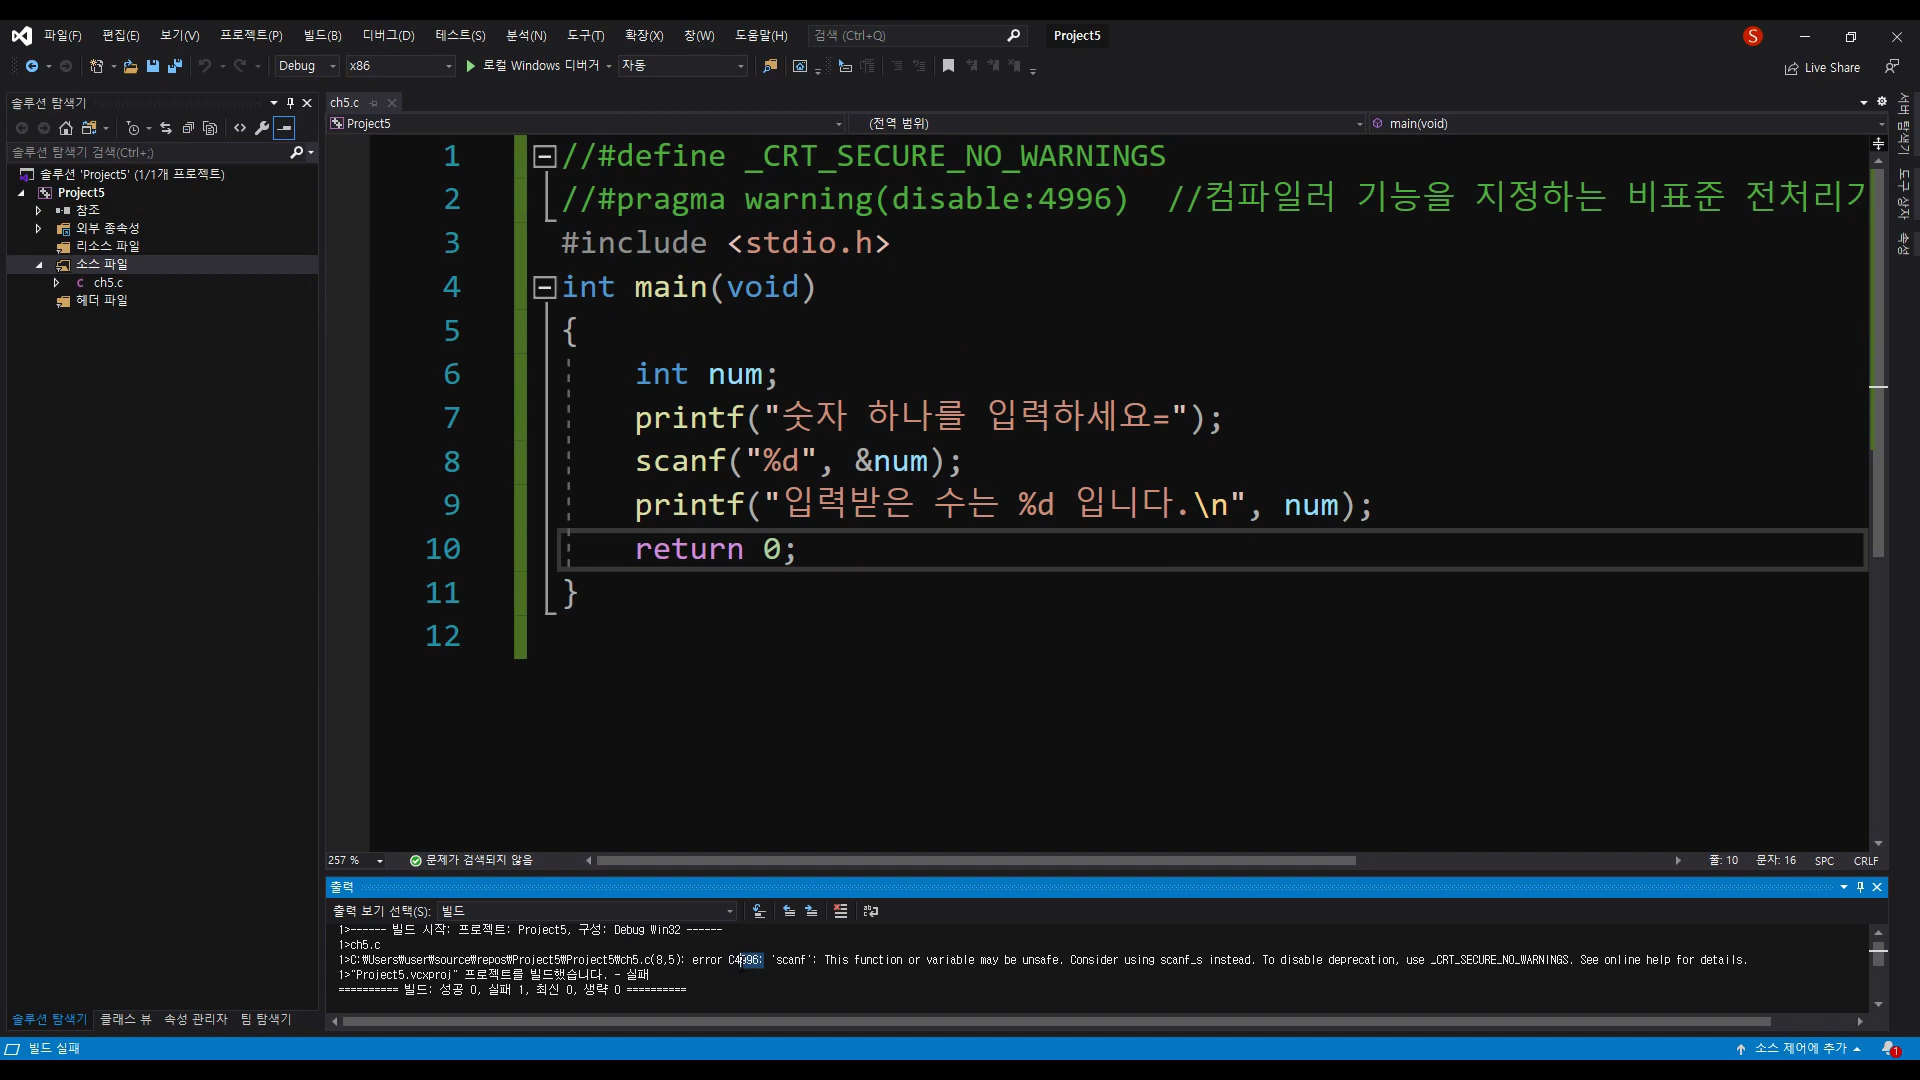 파일(F) 편집(E) 보기(V) 프로젝트(P) 빌드(B) 디버그(D) 테스트(S) 분석(N) 도구(T) 확장(X) 창(W) 도움말(H) 검색 (Ctrl+Q) Project5 S
Debug x86 로컬 Windows 디버거 자동 Live Share
솔루션 탐색기
솔루션 탐색기 검색(Ctrl+;)
솔루션 'Project5' (1/1개 프로젝트)
Project5
참조
외부 종속성
리소스 파일
소스 파일
ch5.c
헤더 파일
솔루션 탐색기 클래스 뷰 속성 관리자 팀 탐색기
ch5.c
Project5 (전역 범위) main(void)
1 //#define _CRT_SECURE_NO_WARNINGS
2 //#pragma warning(disable:4996) //컴파일러 기능을 지정하는 비표준 전처리기
3 #include <stdio.h>
4 int main(void)
5 {
6 int num;
7 printf("숫자 하나를 입력하세요=");
8 scanf("%d", &num);
9 printf("입력받은 수는 %d 입니다.\n", num);
10 return 0;
11 }
12
257 % 문제가 검색되지 않음 줄: 10 문자: 16 SPC CRLF
출력
출력 보기 선택(S): 빌드
1>------ 빌드 시작: 프로젝트: Project5, 구성: Debug Win32 ------
1>ch5.c
1>C:₩Users₩user₩source₩repos₩Project5₩Project5₩ch5.c(8,5): error C4996: 'scanf': This function or variable may be unsafe. Consider using scanf_s instead. To disable deprecation, use _CRT_SECURE_NO_WARNINGS. See online help for details.
1>"Project5.vcxproj" 프로젝트를 빌드했습니다. - 실패
========== 빌드: 성공 0, 실패 1, 최신 0, 생략 0 ==========
서버 탐색기
도구 상자
속성
빌드 실패 소스 제어에 추가 1